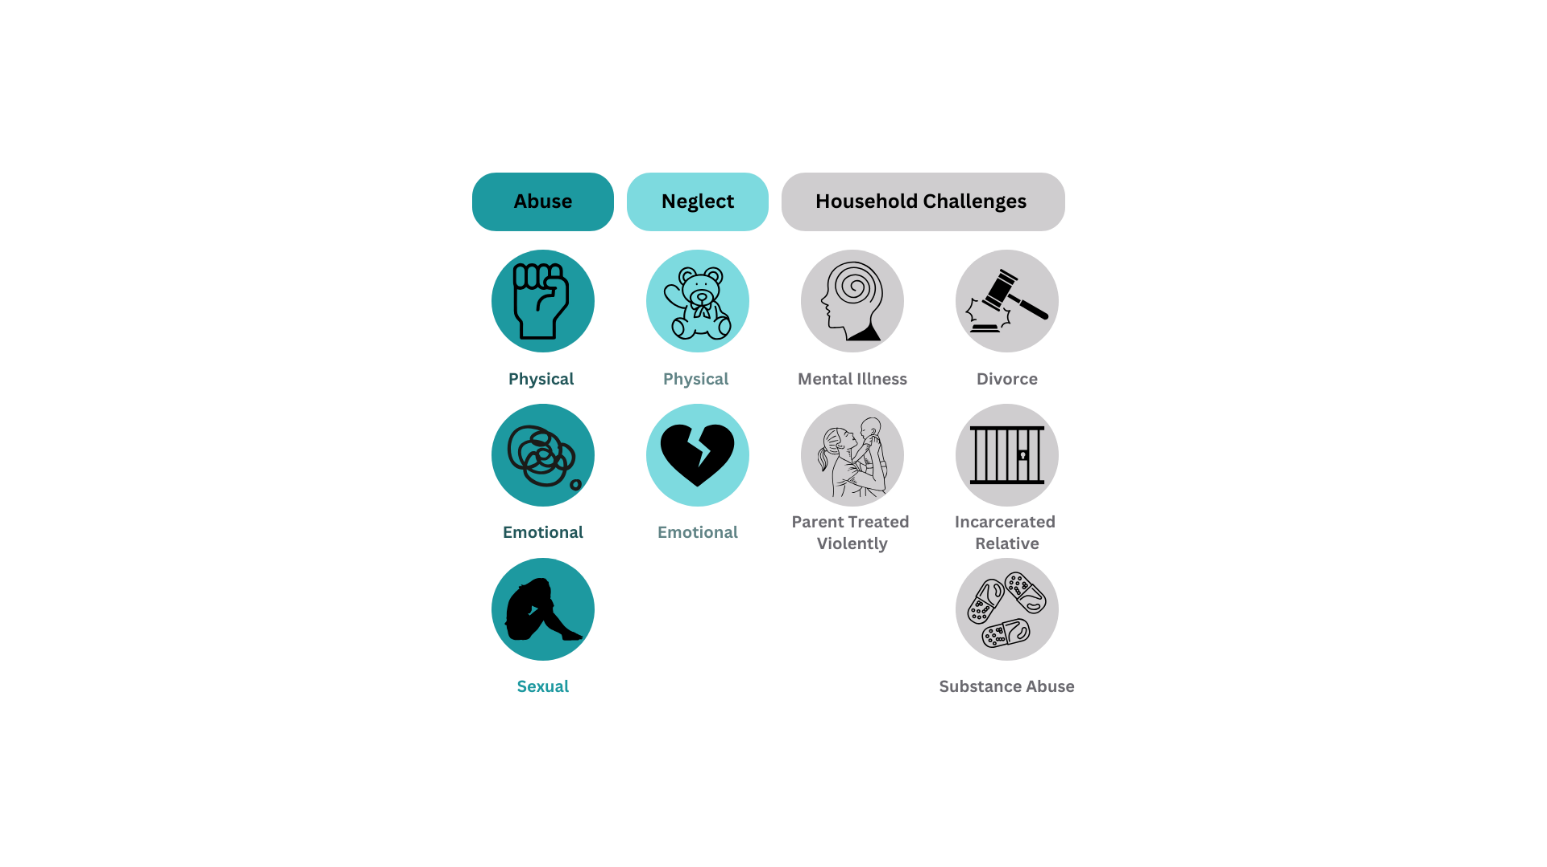 Abuse
Neglect
Household Challenges
Physical
Physical
Mental Illness
Divorce
Emotional
Emotional
Parent Treated
Violently
Incarcerated
Relative
Sexual
Substance Abuse